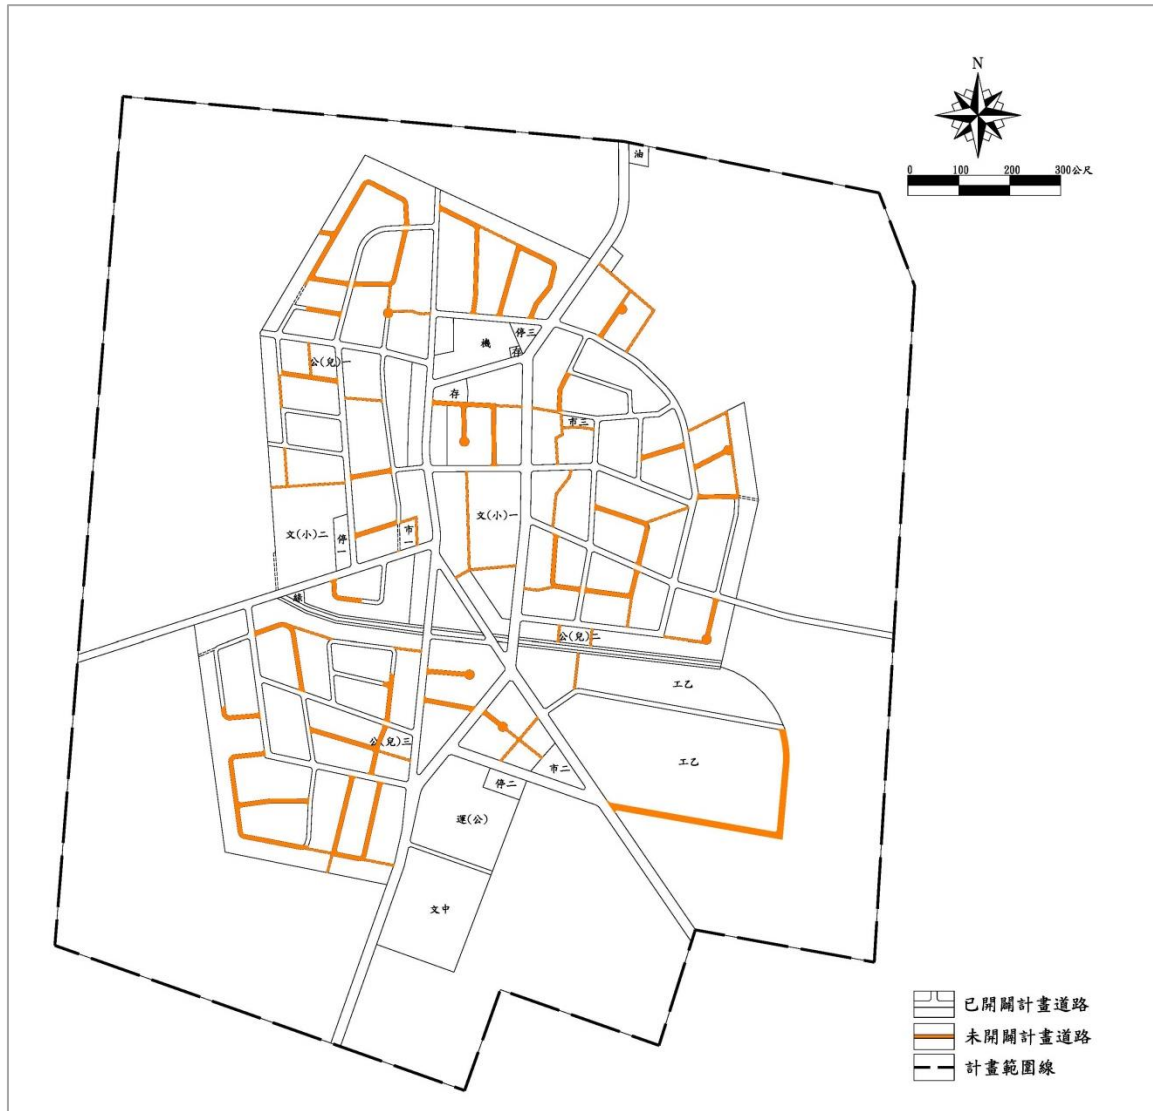 N
0 100 200 300公尺
油
停三
機
存
公(兒)一
存
市三
文(小)一
文(小)二
停一
市一
綠
公(兒)二
工乙
公(兒)三
工乙
市二
停二
運(公)
文中
已開闢計畫道路
未開闢計畫道路
計畫範圍線